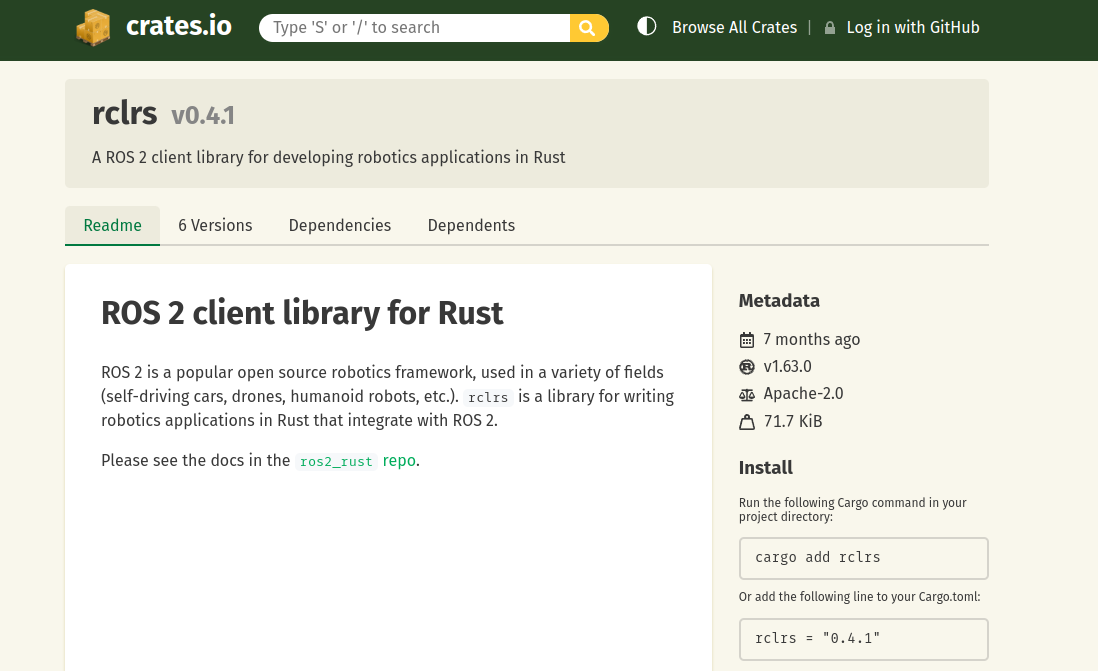 crates.io
Type 'S' or '/' to search
Browse All Crates | Log in with GitHub
rclrs v0.4.1
A ROS 2 client library for developing robotics applications in Rust
Readme
6 Versions
Dependencies
Dependents
ROS 2 client library for Rust
ROS 2 is a popular open source robotics framework, used in a variety of fields
(self-driving cars, drones, humanoid robots, etc.). rclrs is a library for writing
robotics applications in Rust that integrate with ROS 2.
Please see the docs in the ros2_rust repo.
Metadata
7 months ago
v1.63.0
Apache-2.0
71.7 KiB
Install
Run the following Cargo command in your
project directory:
cargo add rclrs
Or add the following line to your Cargo.toml:
rclrs = "0.4.1"